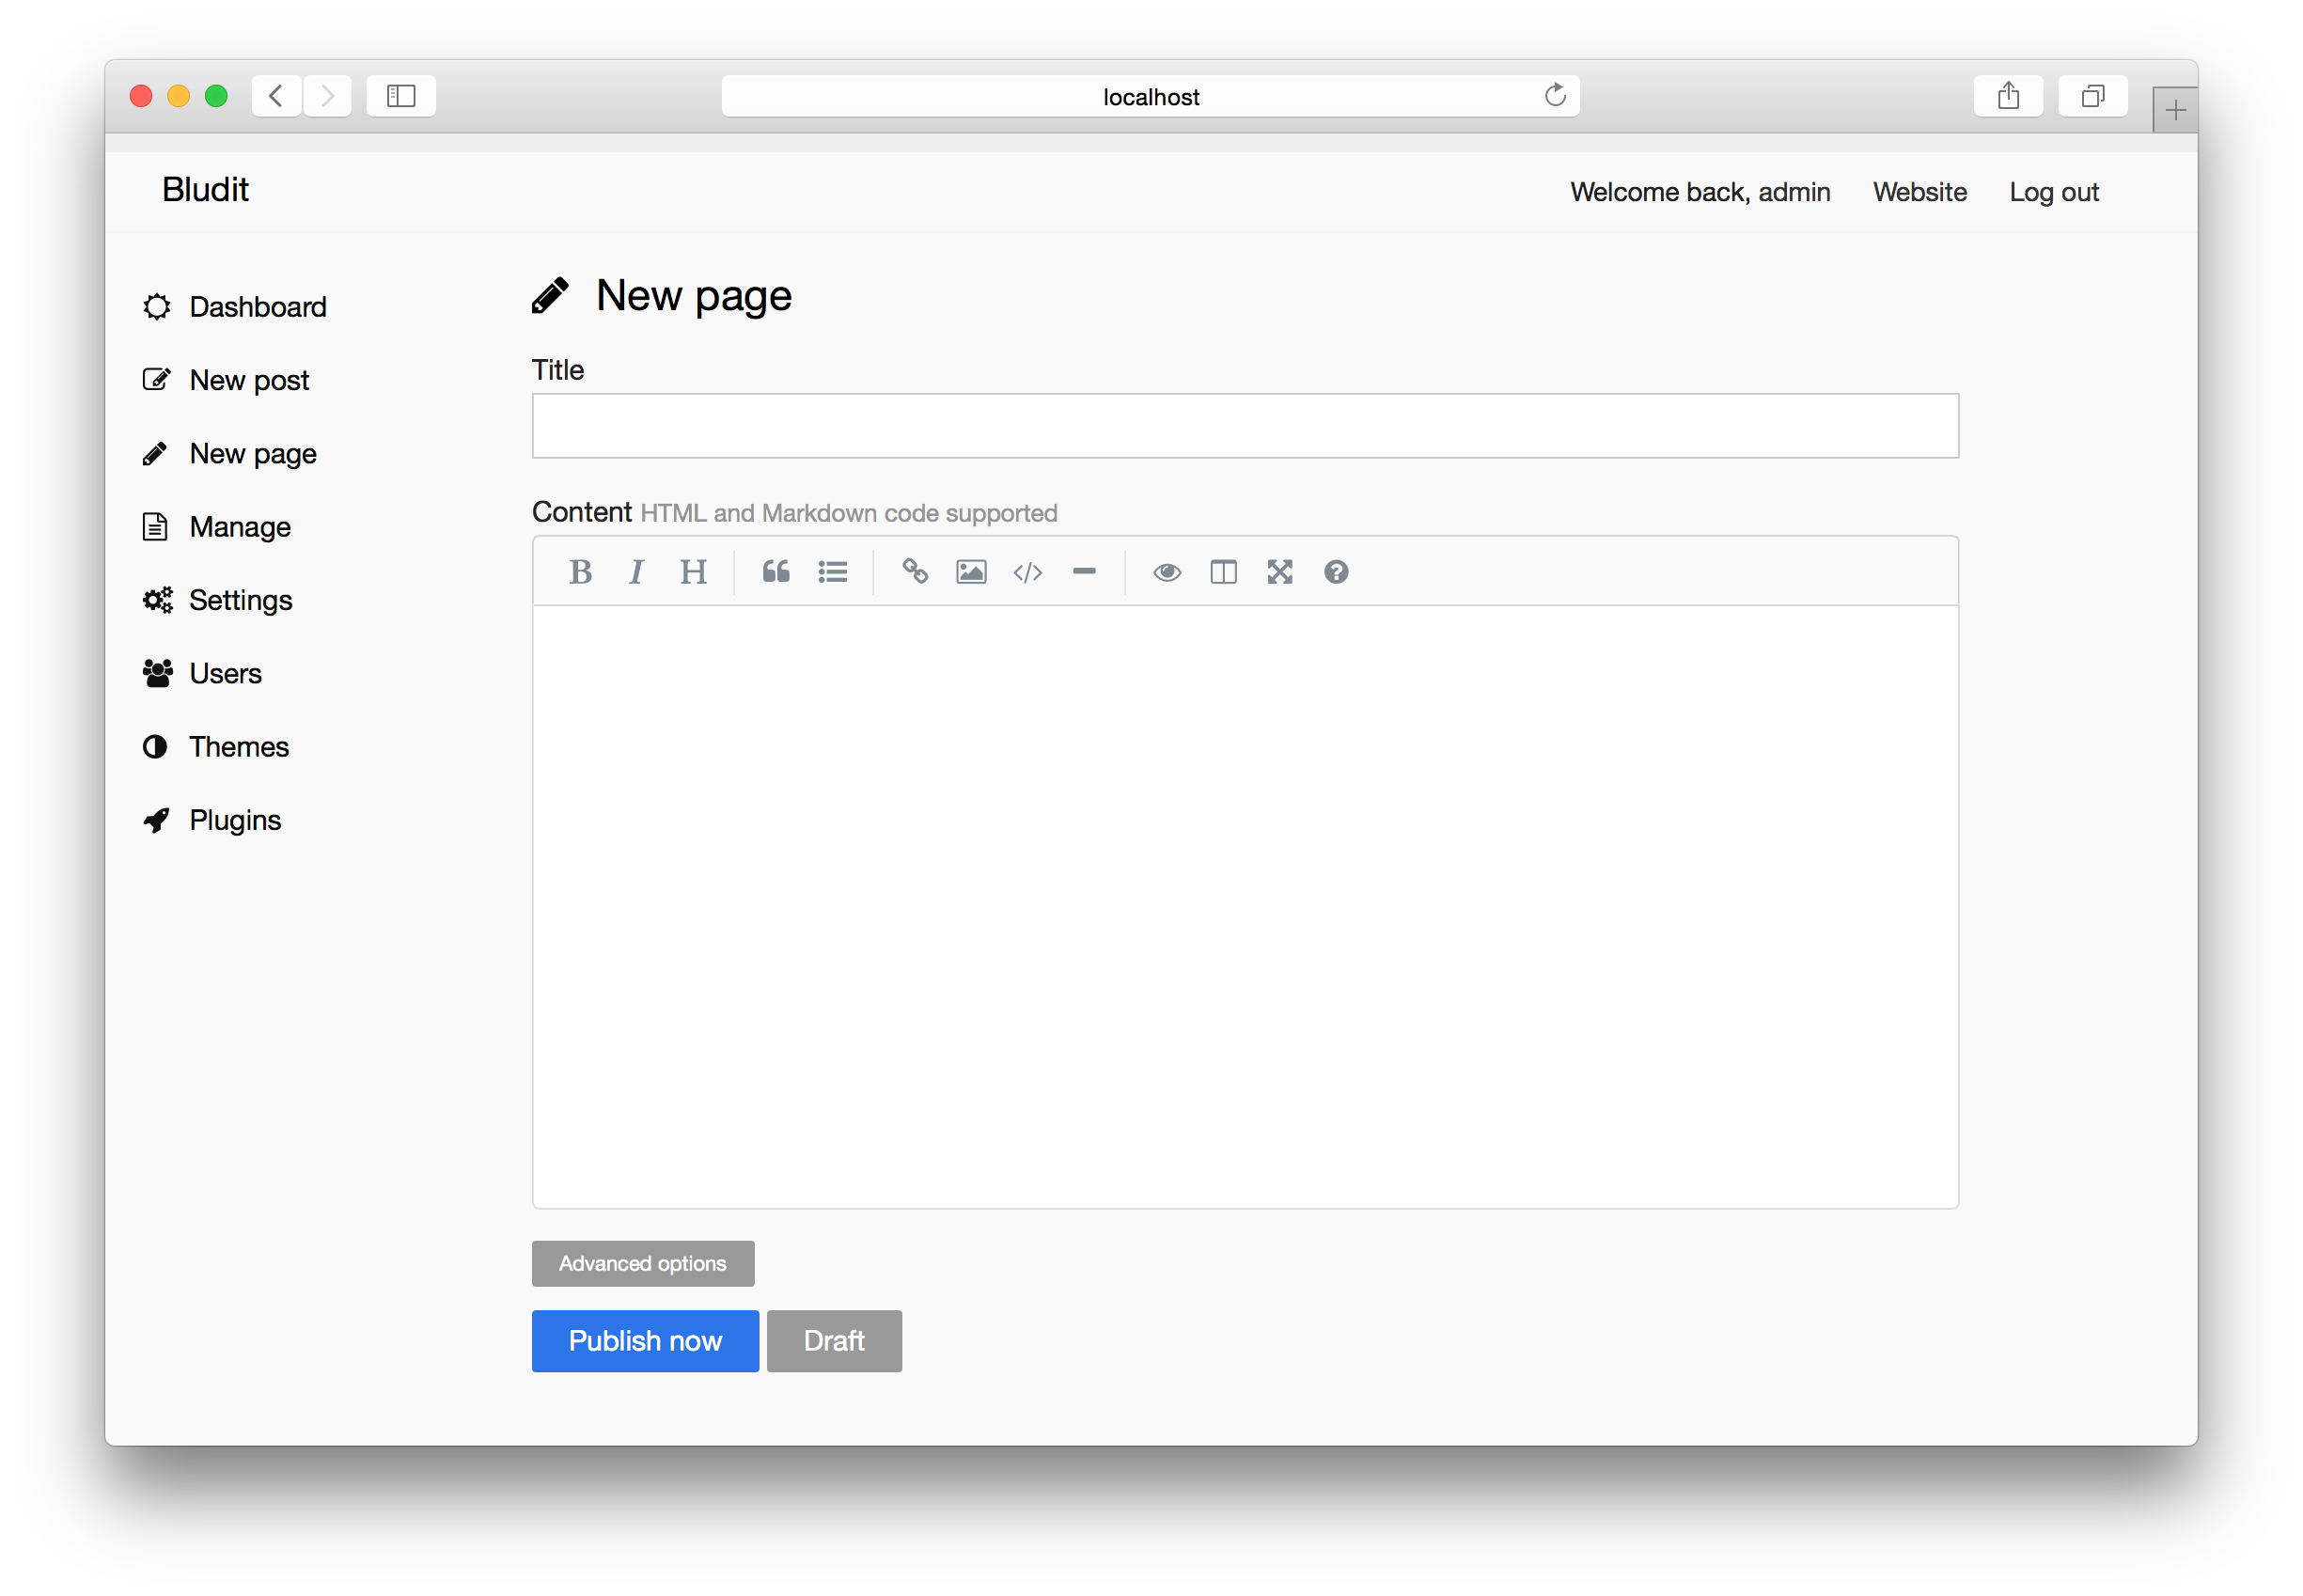 localhost
Bludit
Welcome back, admin Website Log out
Dashboard
New post
New page
Manage
Settings
Users
Themes
Plugins
New page
Title
Content HTML and Markdown code supported
B I H
Advanced options
Publish now Draft